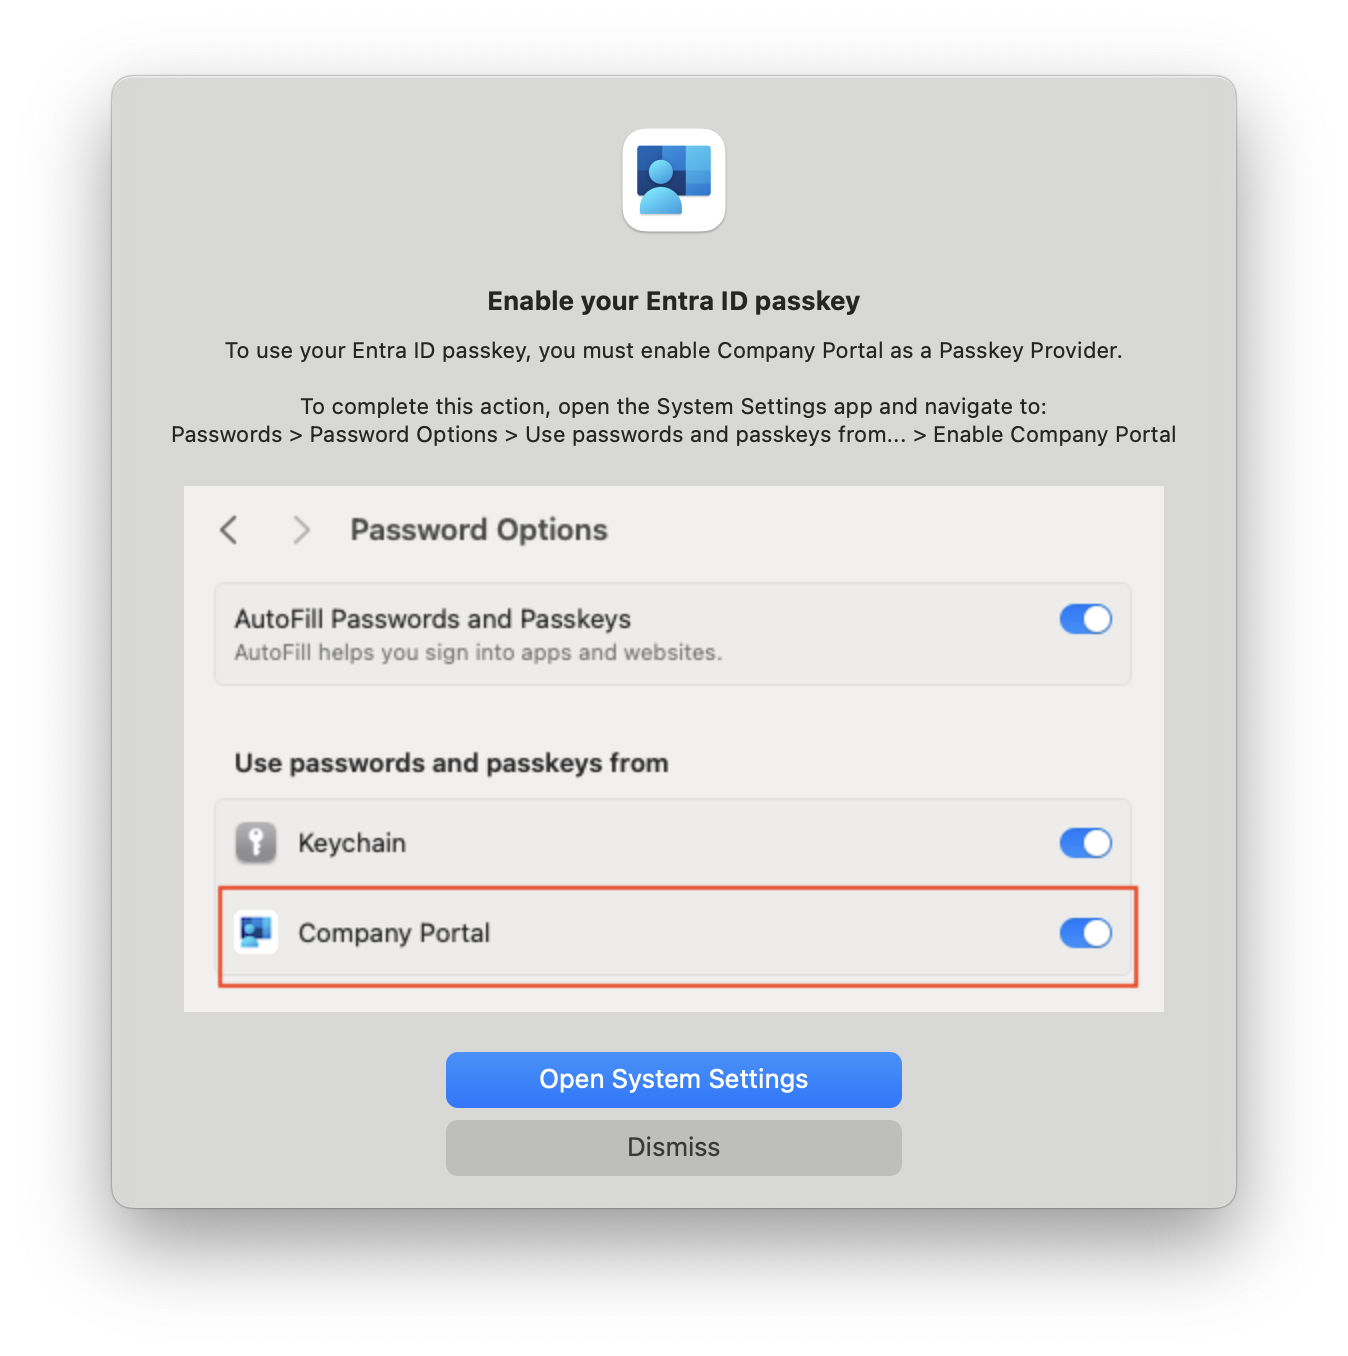 Enable your Entra ID passkey
To use your Entra ID passkey, you must enable Company Portal as a Passkey Provider.
To complete this action, open the System Settings app and navigate to:
Passwords > Password Options > Use passwords and passkeys from... > Enable Company Portal
Password Options
AutoFill Passwords and Passkeys
AutoFill helps you sign into apps and websites.
Use passwords and passkeys from
Keychain
Company Portal
Open System Settings
Dismiss